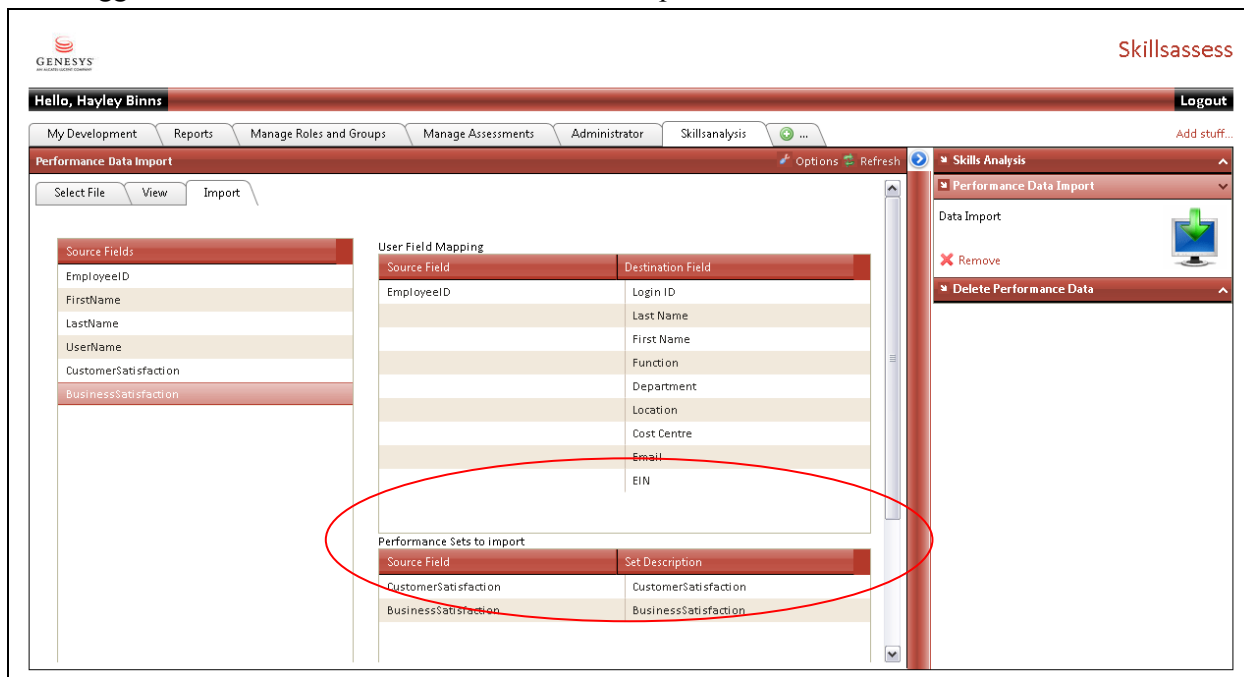 GENESYS
AN ALCATEL-LUCENT COMPANY
Skillsassess
Hello, Hayley Binns
Logout
My Development Reports Manage Roles and Groups Manage Assessments Administrator Skillsanalysis ...
Add stuff...
Performance Data Import
Options Refresh
Skills Analysis
Performance Data Import
Data Import
Remove
Delete Performance Data
Select File View Import
Source Fields
EmployeeID
FirstName
LastName
UserName
CustomerSatisfaction
BusinessSatisfaction
User Field Mapping
Source Field Destination Field
EmployeeID Login ID
Last Name
First Name
Function
Department
Location
Cost Centre
Email
EIN
Performance Sets to import
Source Field Set Description
CustomerSatisfaction CustomerSatisfaction
BusinessSatisfaction BusinessSatisfaction